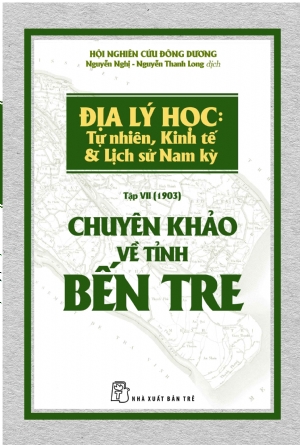 HỘI NGHIÊN CỨU ĐÔNG DƯƠNG
Nguyễn Nghị - Nguyễn Thanh Long dịch
ĐỊA LÝ HỌC:
Tự nhiên, Kinh tế
& Lịch sử Nam kỳ
Tập VII (1903)
CHUYÊN KHẢO
VỀ TỈNH
BẾN TRE
NHÀ XUẤT BẢN TRẺ